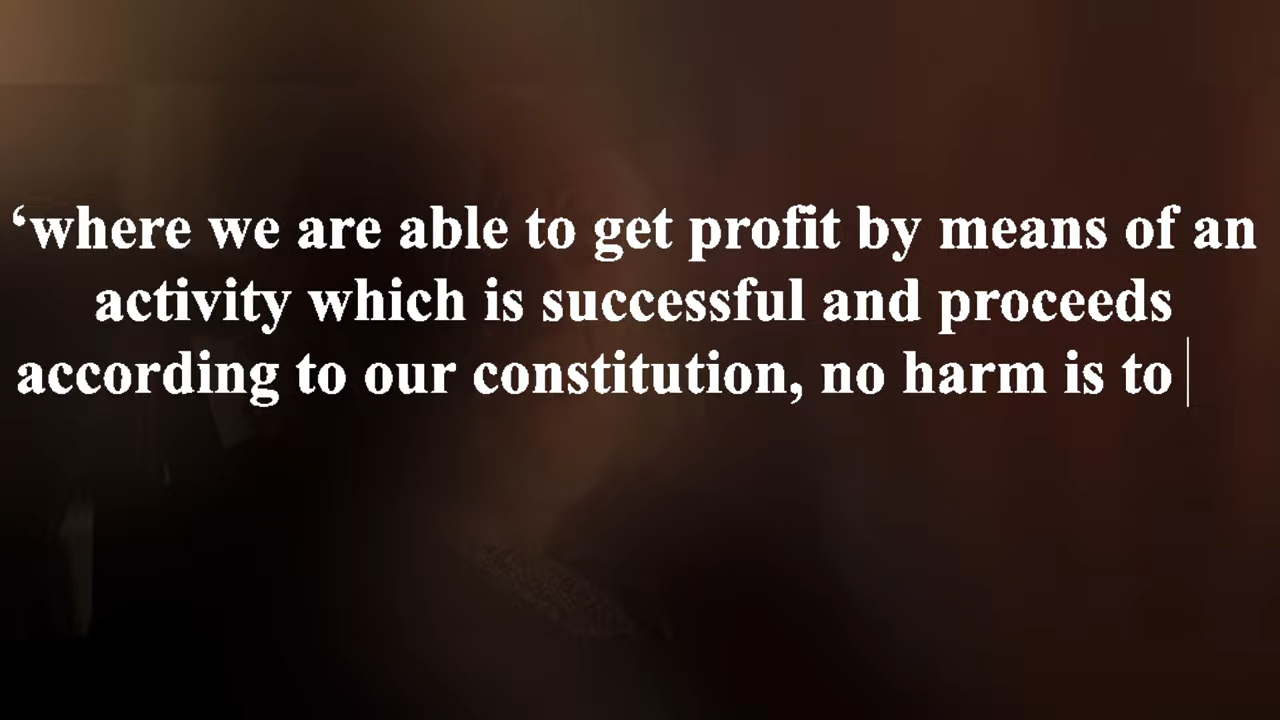 ‘where we are able to get profit by means of an
activity which is successful and proceeds
according to our constitution, no harm is to